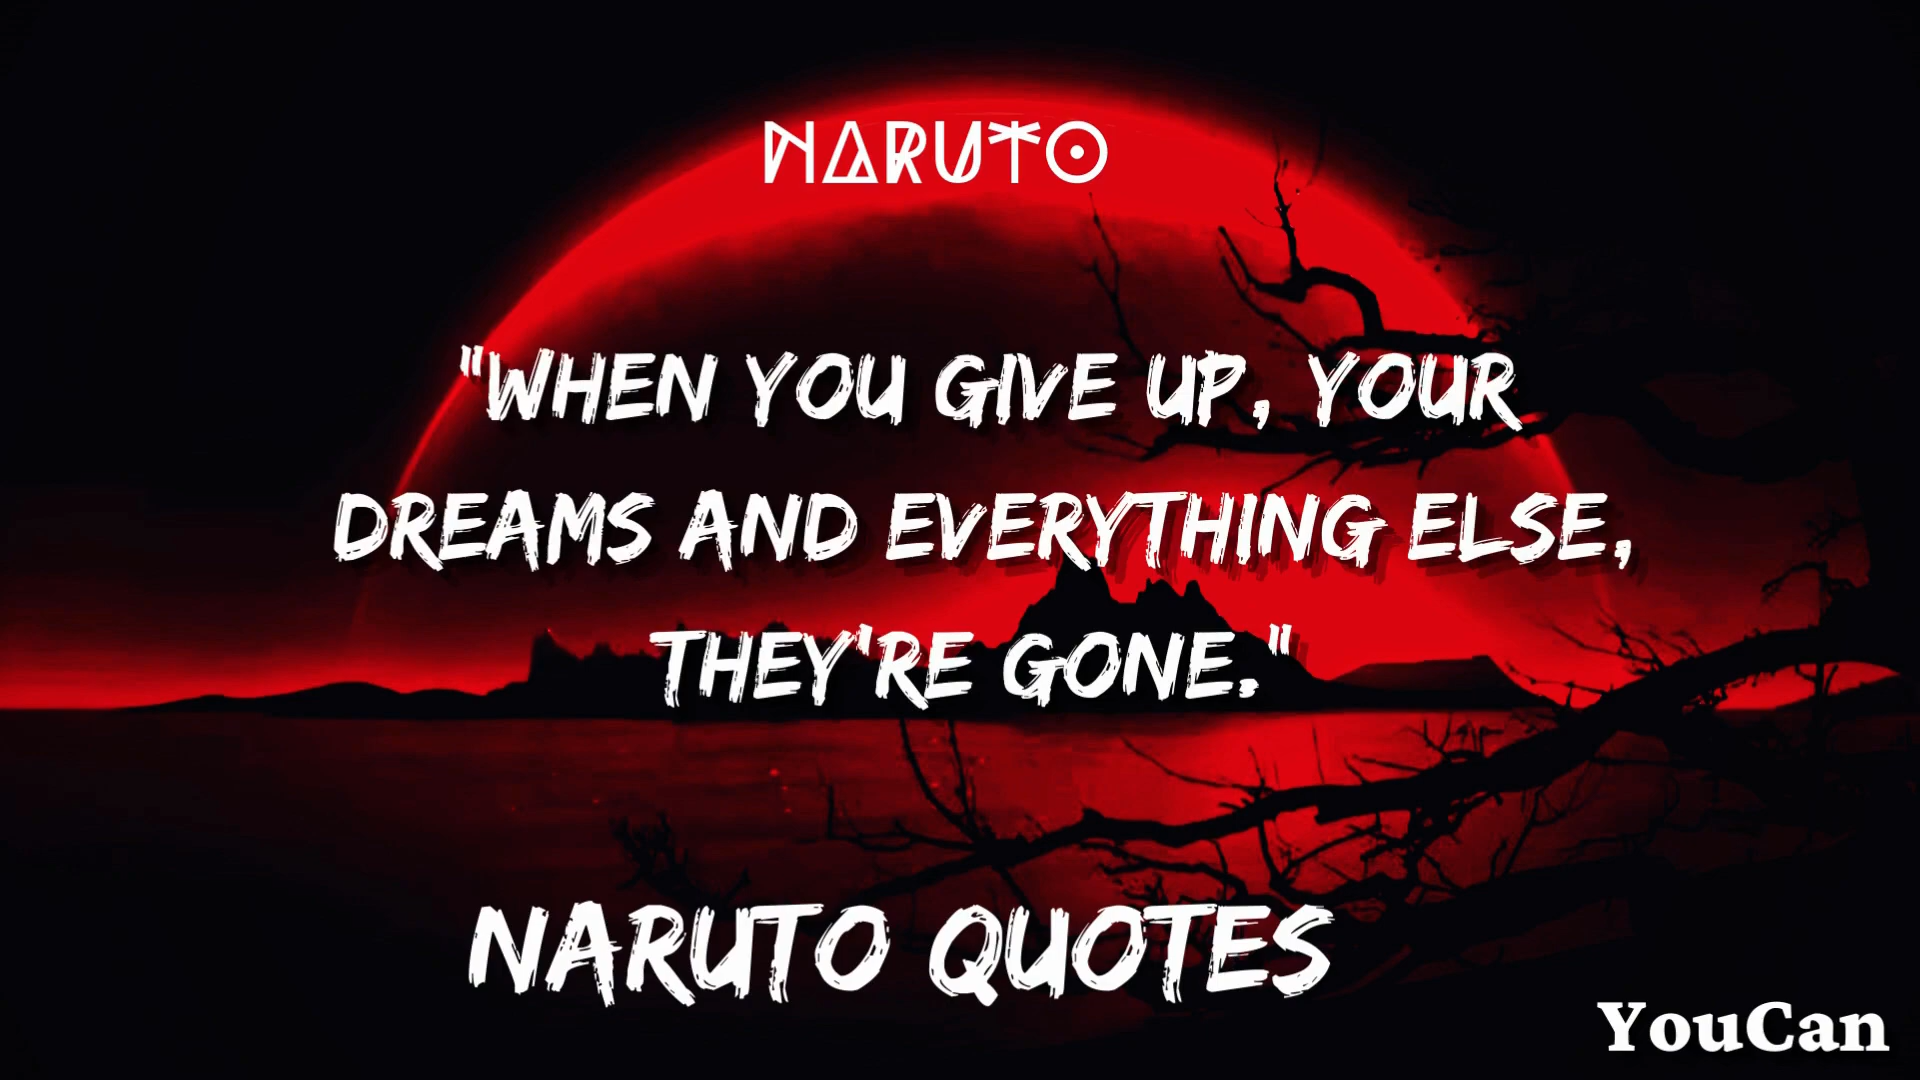 NARUTO
"WHEN YOU GIVE UP, YOUR
DREAMS AND EVERYTHING ELSE,
THEY'RE GONE."
NARUTO QUOTES
YouCan